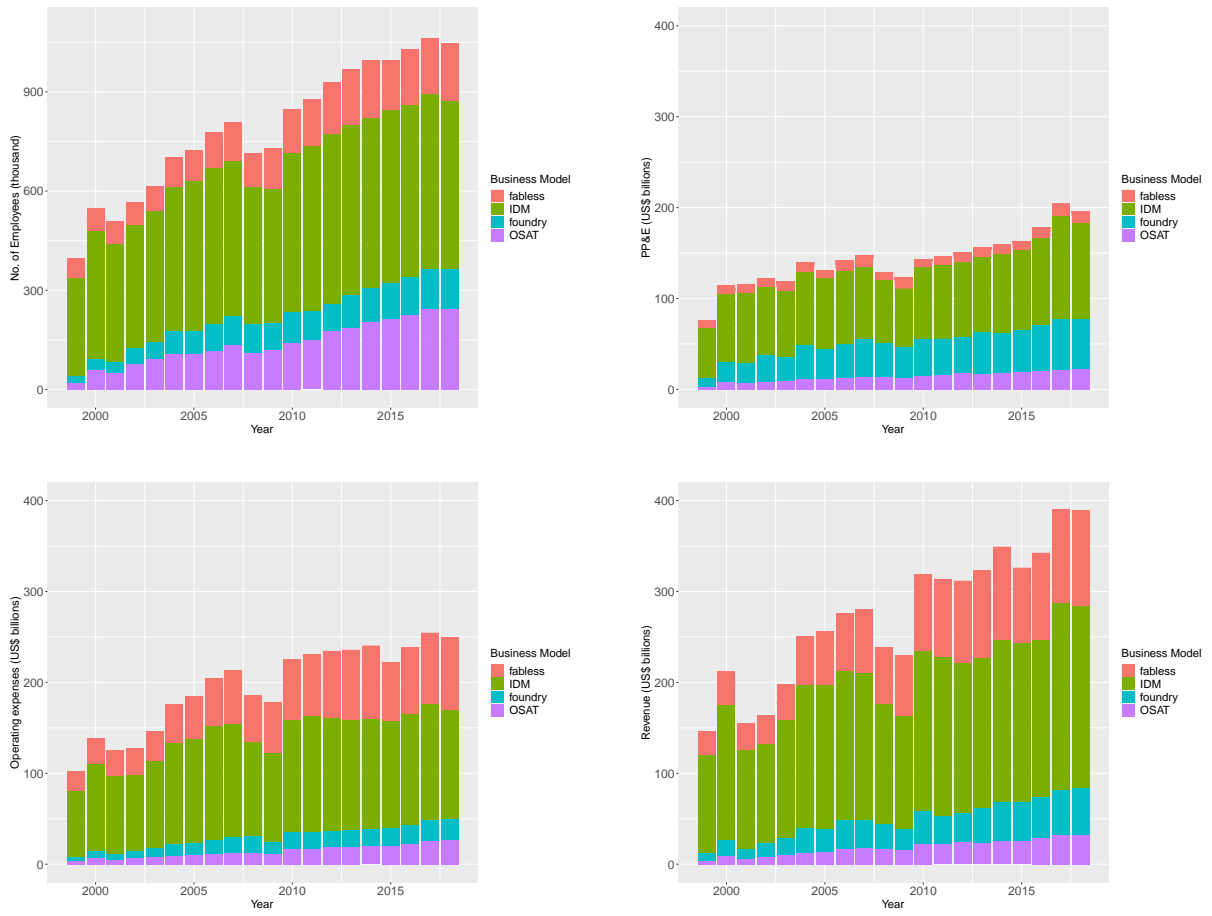 No. of Employees (thousand)
900
600
300
0
2000 2005 2010 2015
Year
Business Model
fabless
IDM
foundry
OSAT
PP&E (US$ billions)
400
300
200
100
0
2000 2005 2010 2015
Year
Business Model
fabless
IDM
foundry
OSAT
Operating expenses (US$ billions)
400
300
200
100
0
2000 2005 2010 2015
Year
Business Model
fabless
IDM
foundry
OSAT
Revenue (US$ billions)
400
300
200
100
0
2000 2005 2010 2015
Year
Business Model
fabless
IDM
foundry
OSAT